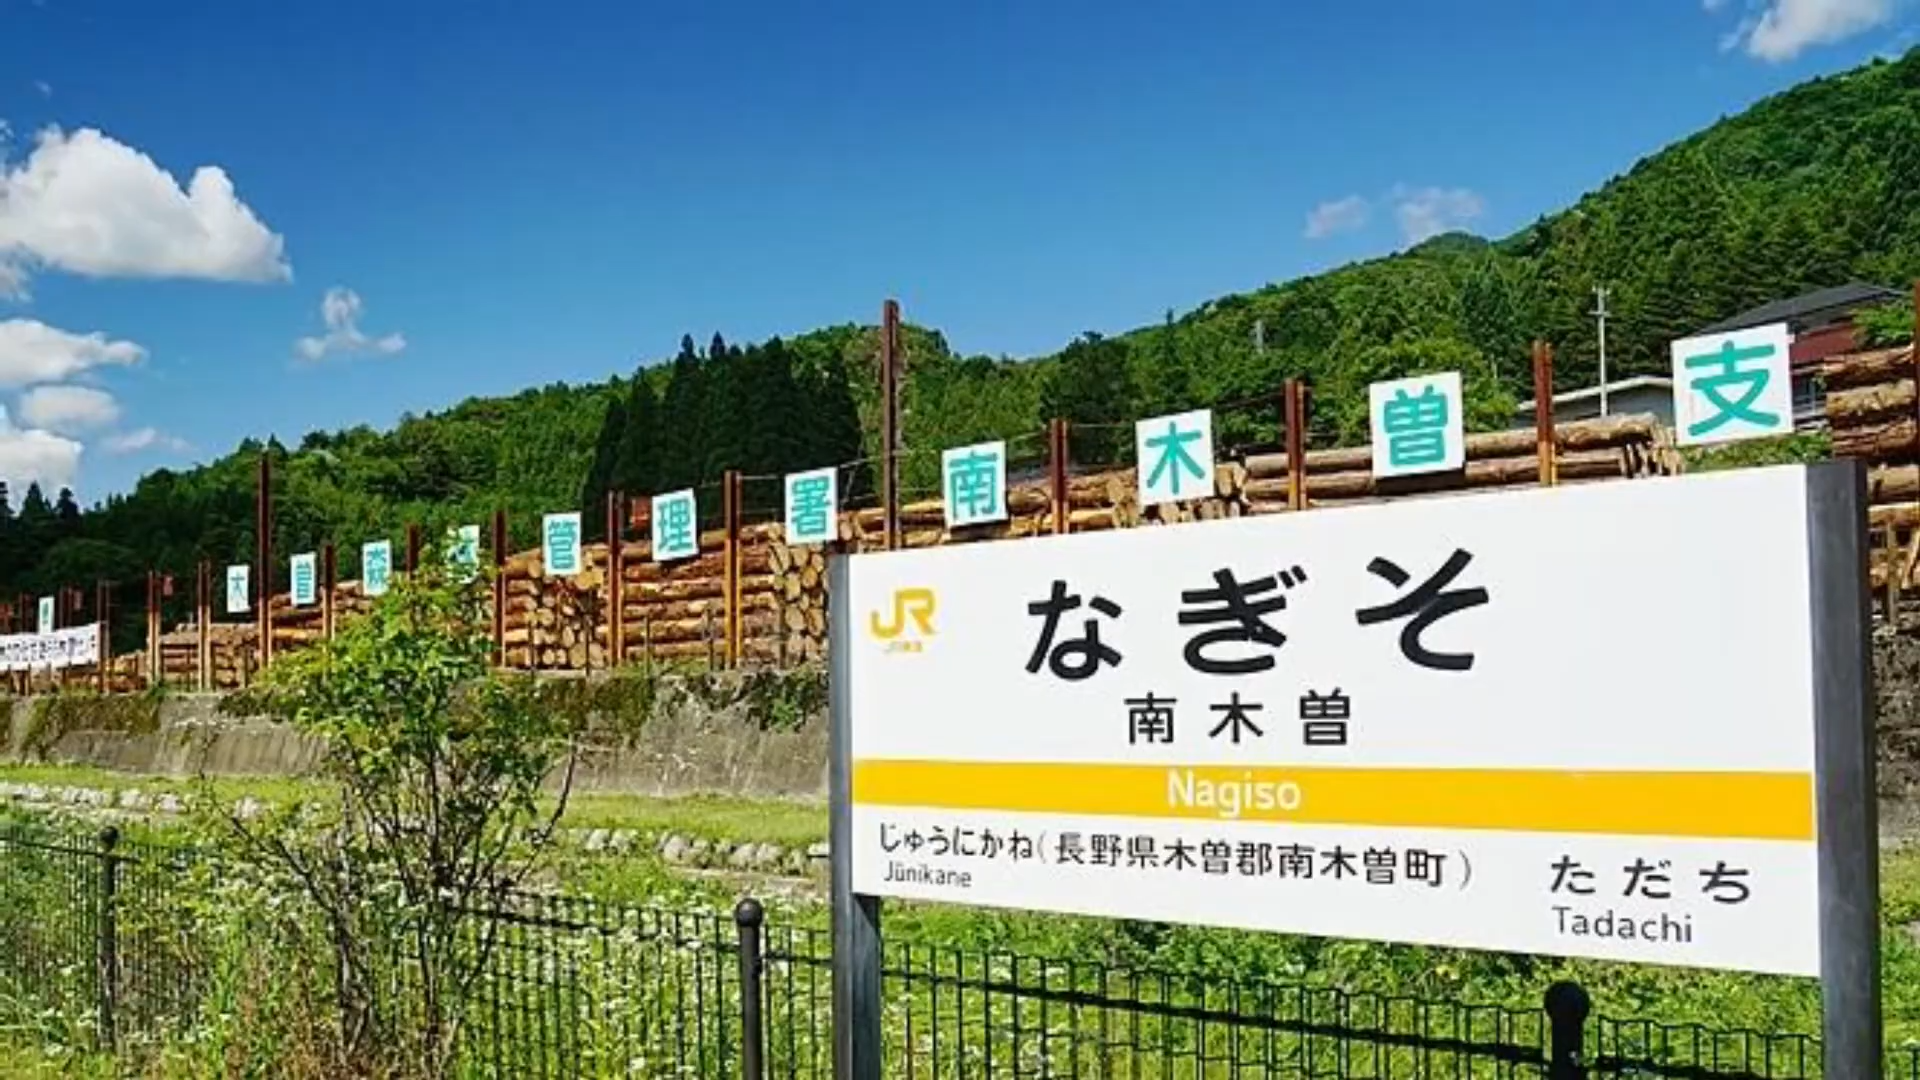 木曽森
管理署南木曽支
JR
なぎそ
南木曽
Nagiso
じゅうにかね(長野県木曽郡南木曽町)
Jūnikane
ただち
Tadachi